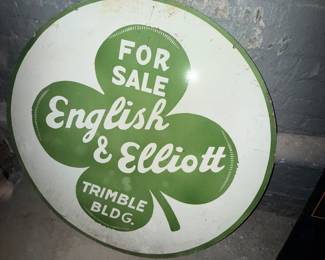 FOR
SALE
English
& Elliott
TRIMBLE
BLDG.